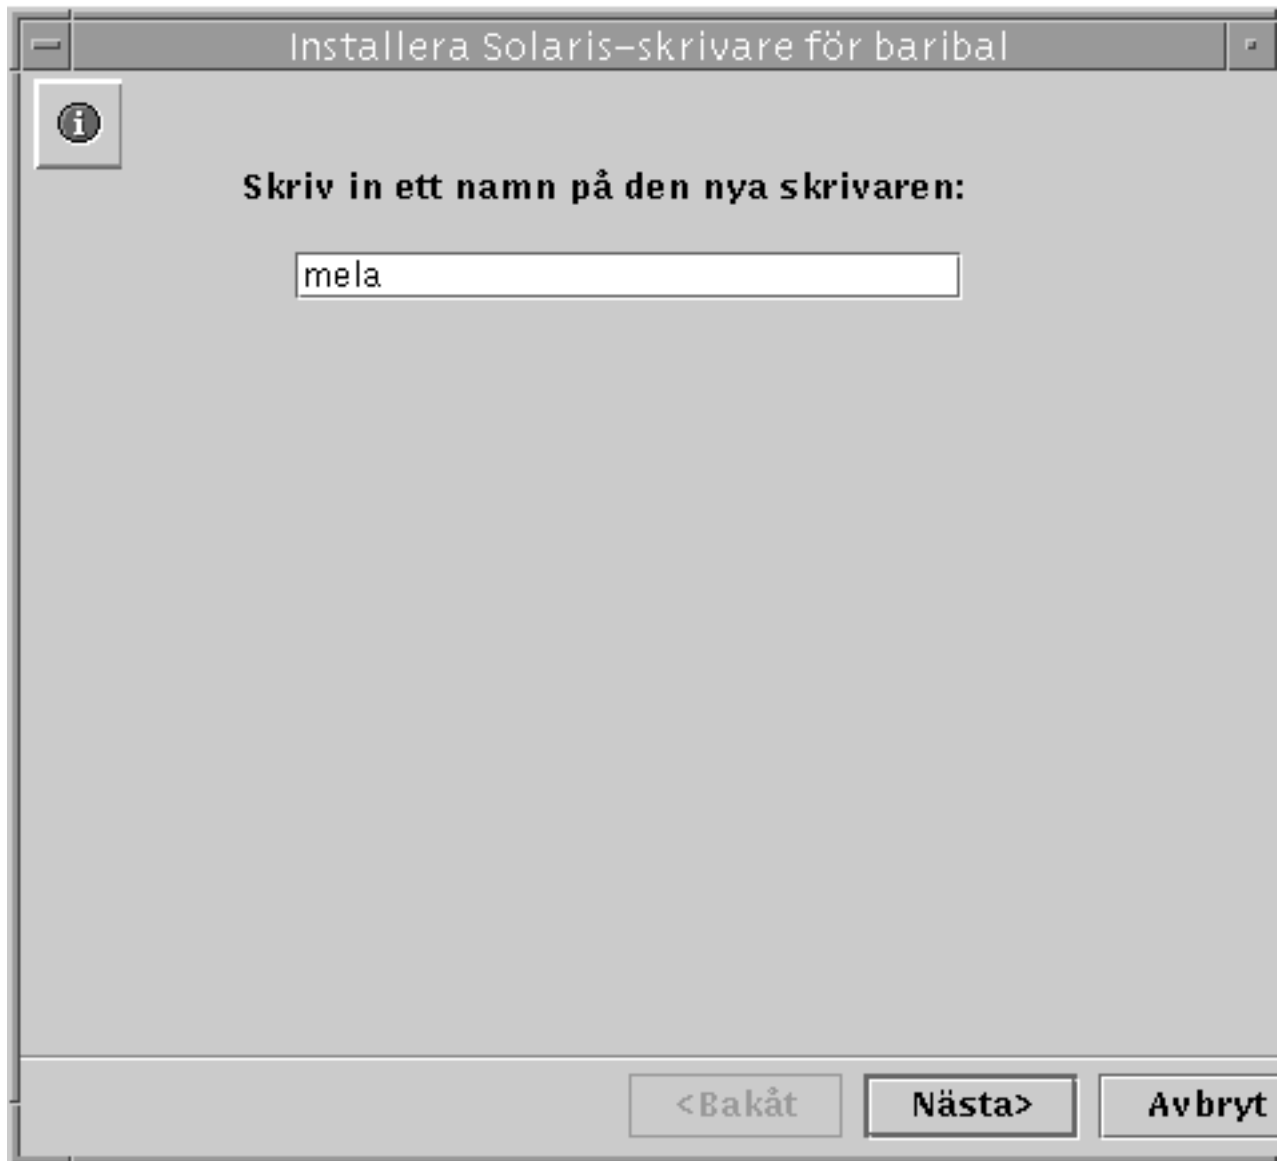 Installera Solaris-skrivare för baribal
Skriv in ett namn på den nya skrivaren:
mela
<Bakåt Nästa> Avbryt